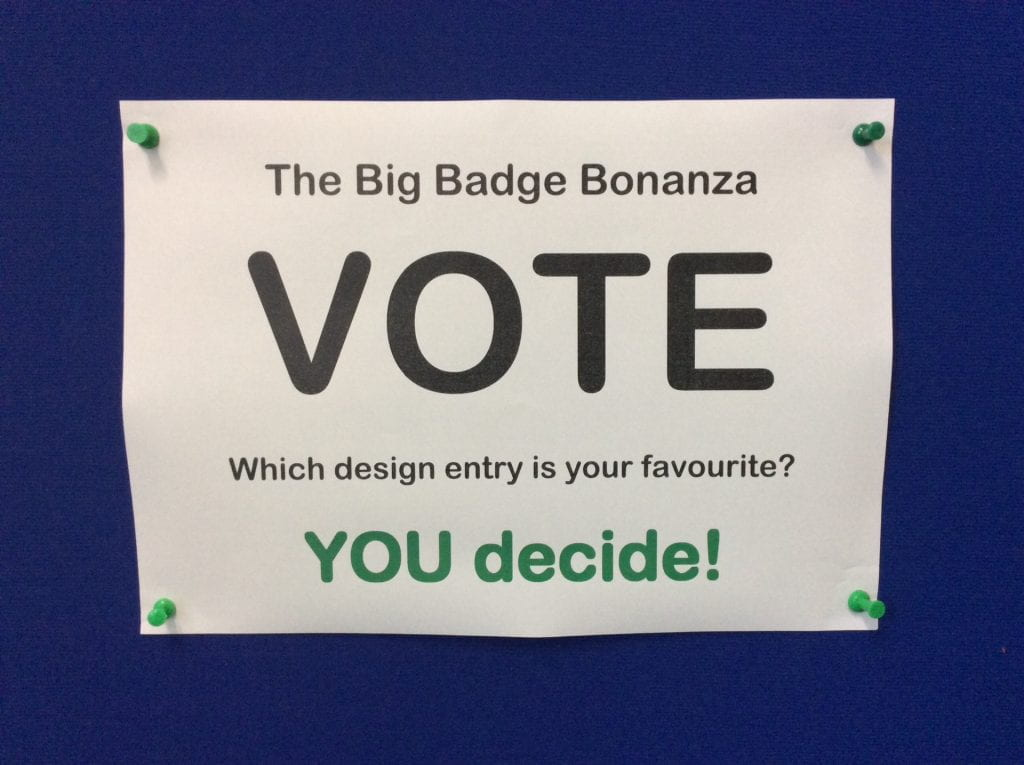 The Big Badge Bonanza
VOTE
Which design entry is your favourite?
YOU decide!